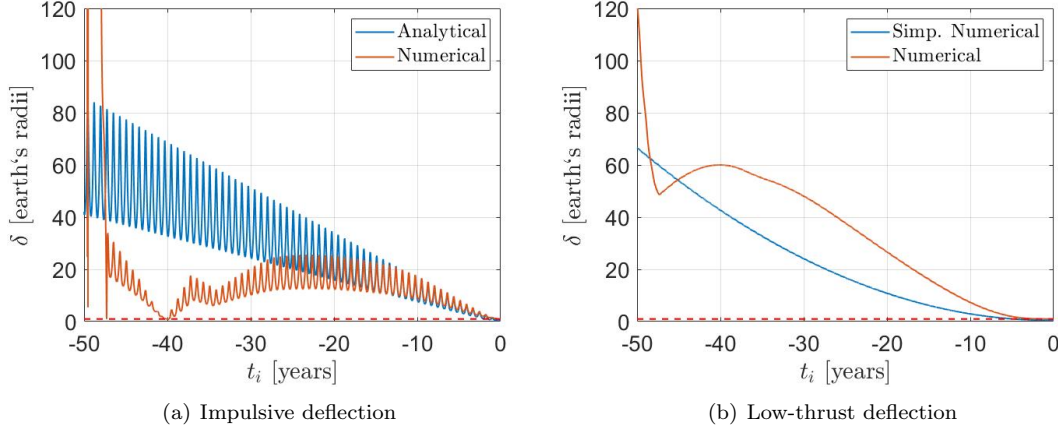 120
100
80
60
40
20
0
δ [earth‘s radii]
Analytical
Numerical
-50 -40 -30 -20 -10 0
t_i [years]
(a) Impulsive deflection
120
100
80
60
40
20
0
δ [earth‘s radii]
Simp. Numerical
Numerical
-50 -40 -30 -20 -10 0
t_i [years]
(b) Low-thrust deflection